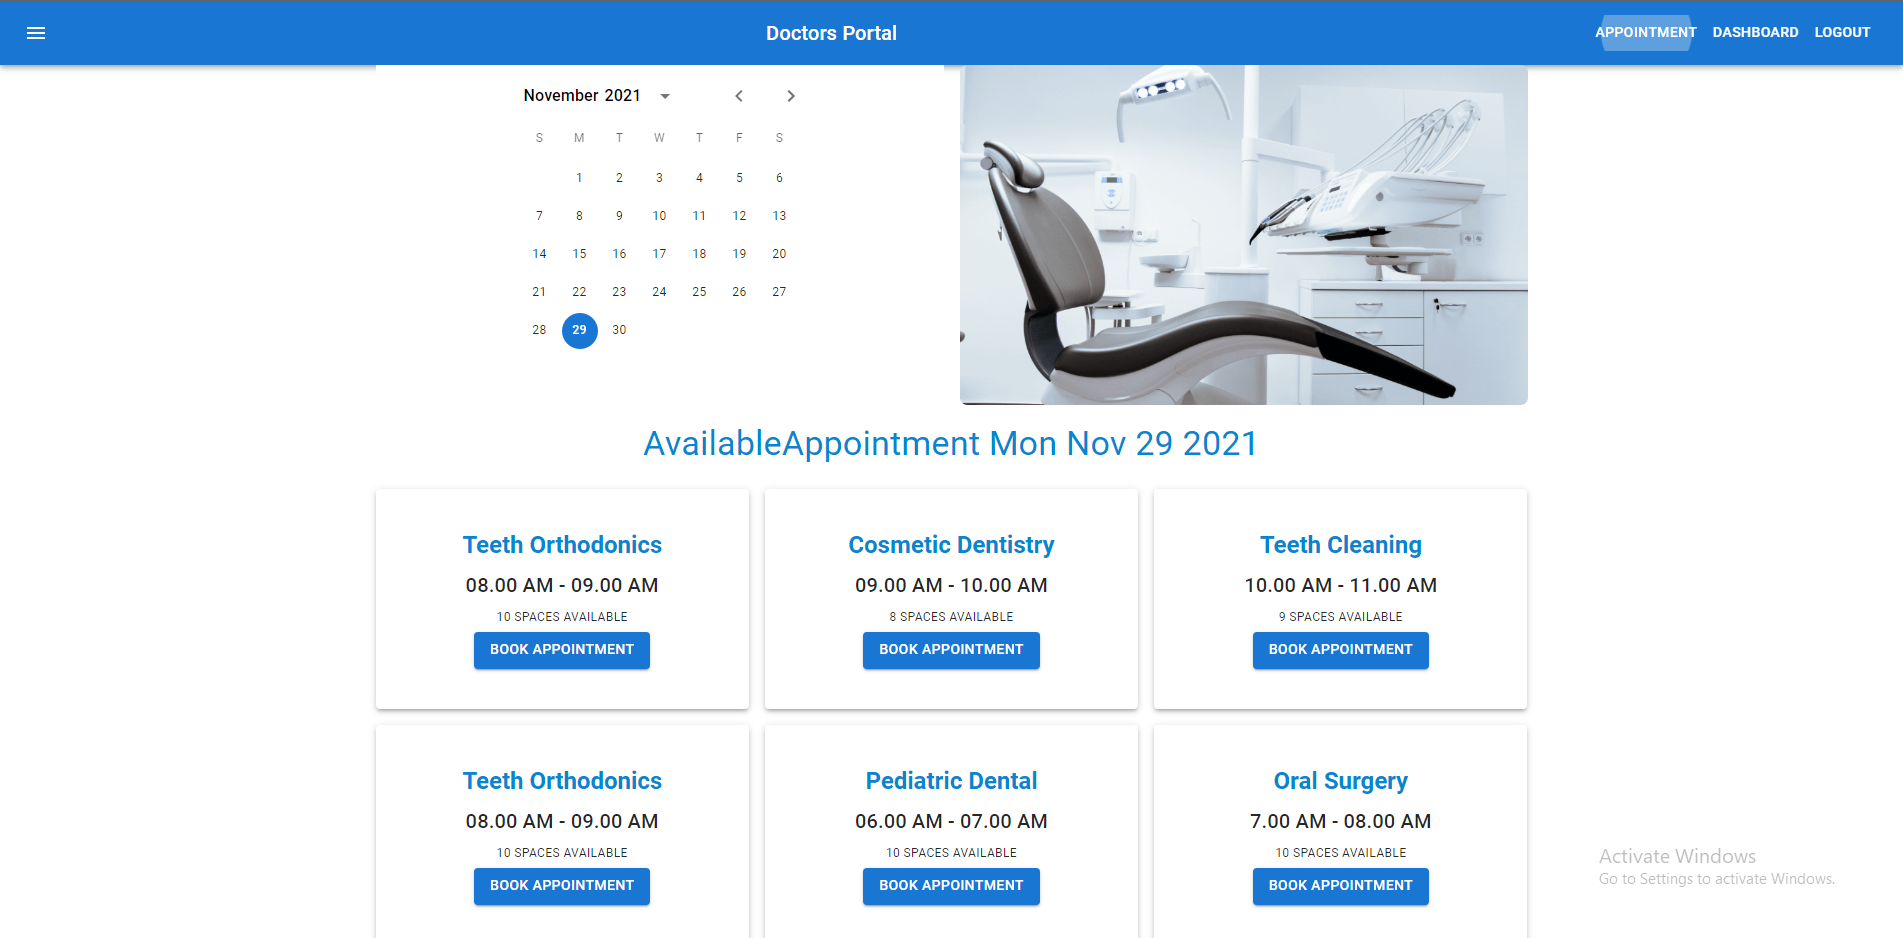 Doctors Portal
APPOINTMENT DASHBOARD LOGOUT
November 2021
S M T W T F S
1 2 3 4 5 6
7 8 9 10 11 12 13
14 15 16 17 18 19 20
21 22 23 24 25 26 27
28 29 30
AvailableAppointment Mon Nov 29 2021
Teeth Orthodonics
08.00 AM - 09.00 AM
10 SPACES AVAILABLE
BOOK APPOINTMENT
Cosmetic Dentistry
09.00 AM - 10.00 AM
8 SPACES AVAILABLE
BOOK APPOINTMENT
Teeth Cleaning
10.00 AM - 11.00 AM
9 SPACES AVAILABLE
BOOK APPOINTMENT
Teeth Orthodonics
08.00 AM - 09.00 AM
10 SPACES AVAILABLE
BOOK APPOINTMENT
Pediatric Dental
06.00 AM - 07.00 AM
10 SPACES AVAILABLE
BOOK APPOINTMENT
Oral Surgery
7.00 AM - 08.00 AM
10 SPACES AVAILABLE
BOOK APPOINTMENT
Activate Windows
Go to Settings to activate Windows.